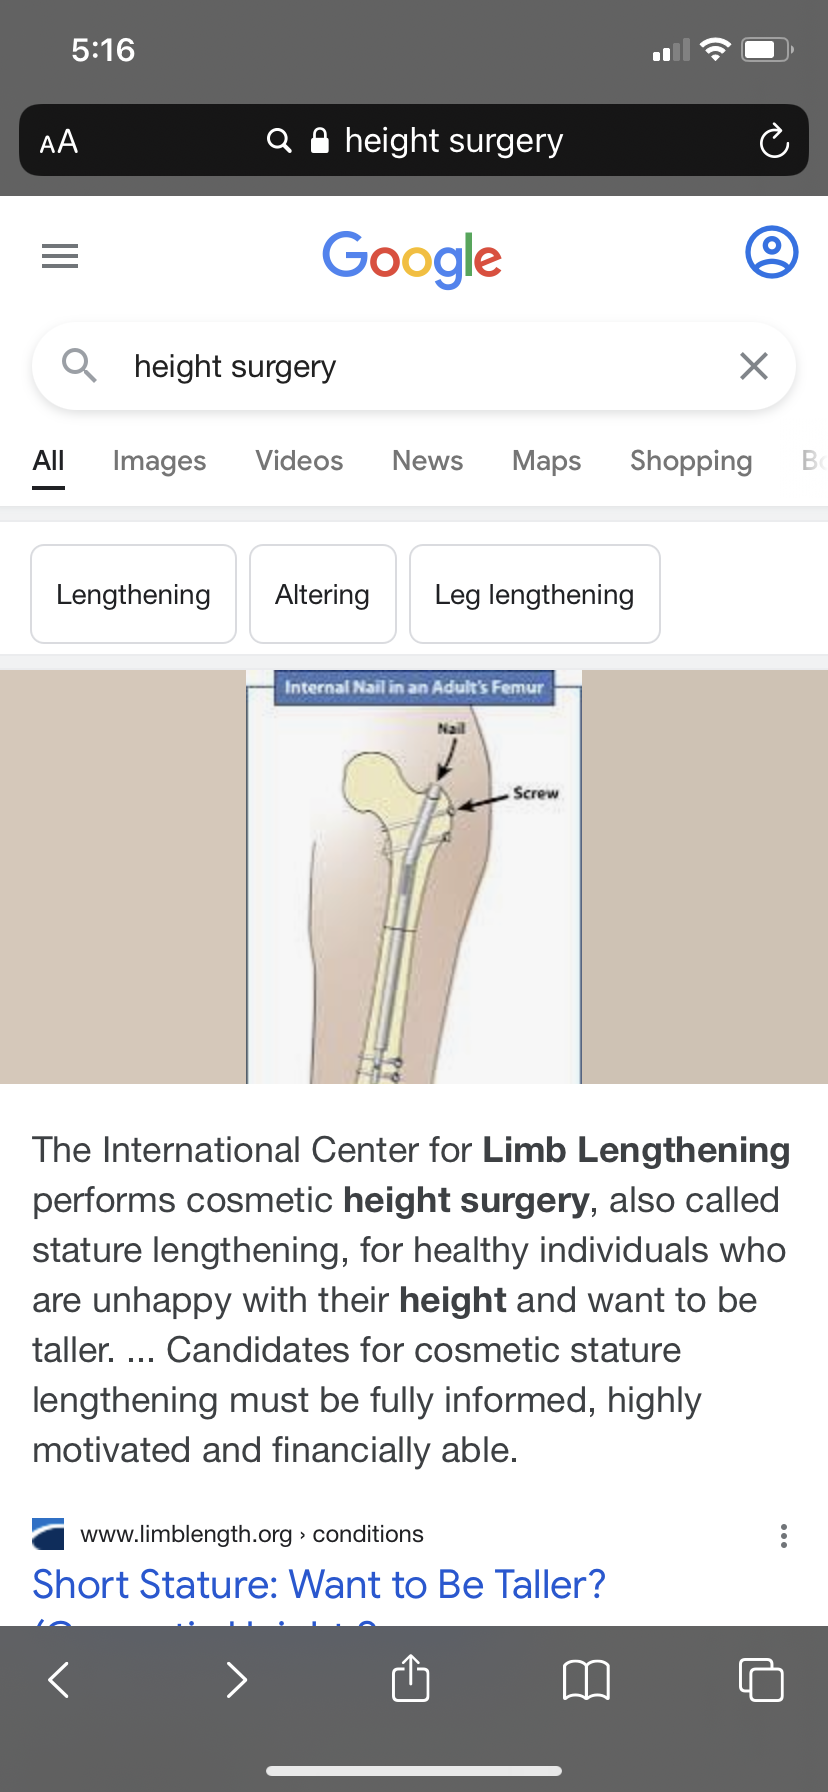 5:16
AA
height surgery
Google
height surgery
All Images Videos News Maps Shopping
Lengthening Altering Leg lengthening
Internal Nail in an Adult's Femur
Nail
Screw
The International Center for Limb Lengthening
performs cosmetic height surgery, also called
stature lengthening, for healthy individuals who
are unhappy with their height and want to be
taller. ... Candidates for cosmetic stature
lengthening must be fully informed, highly
motivated and financially able.
www.limblength.org › conditions
Short Stature: Want to Be Taller?